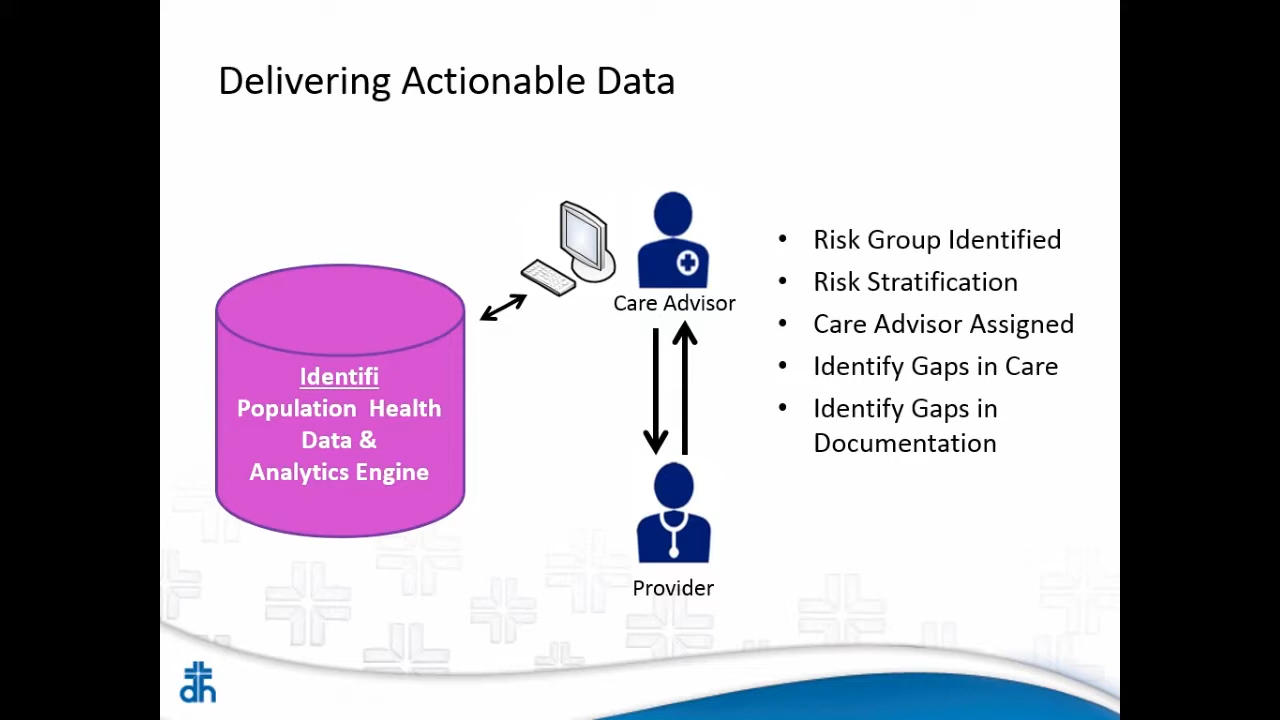 Delivering Actionable Data
Care Advisor
Identifi
Population Health
Data &
Analytics Engine
Provider
• Risk Group Identified
• Risk Stratification
• Care Advisor Assigned
• Identify Gaps in Care
• Identify Gaps in
Documentation
dh